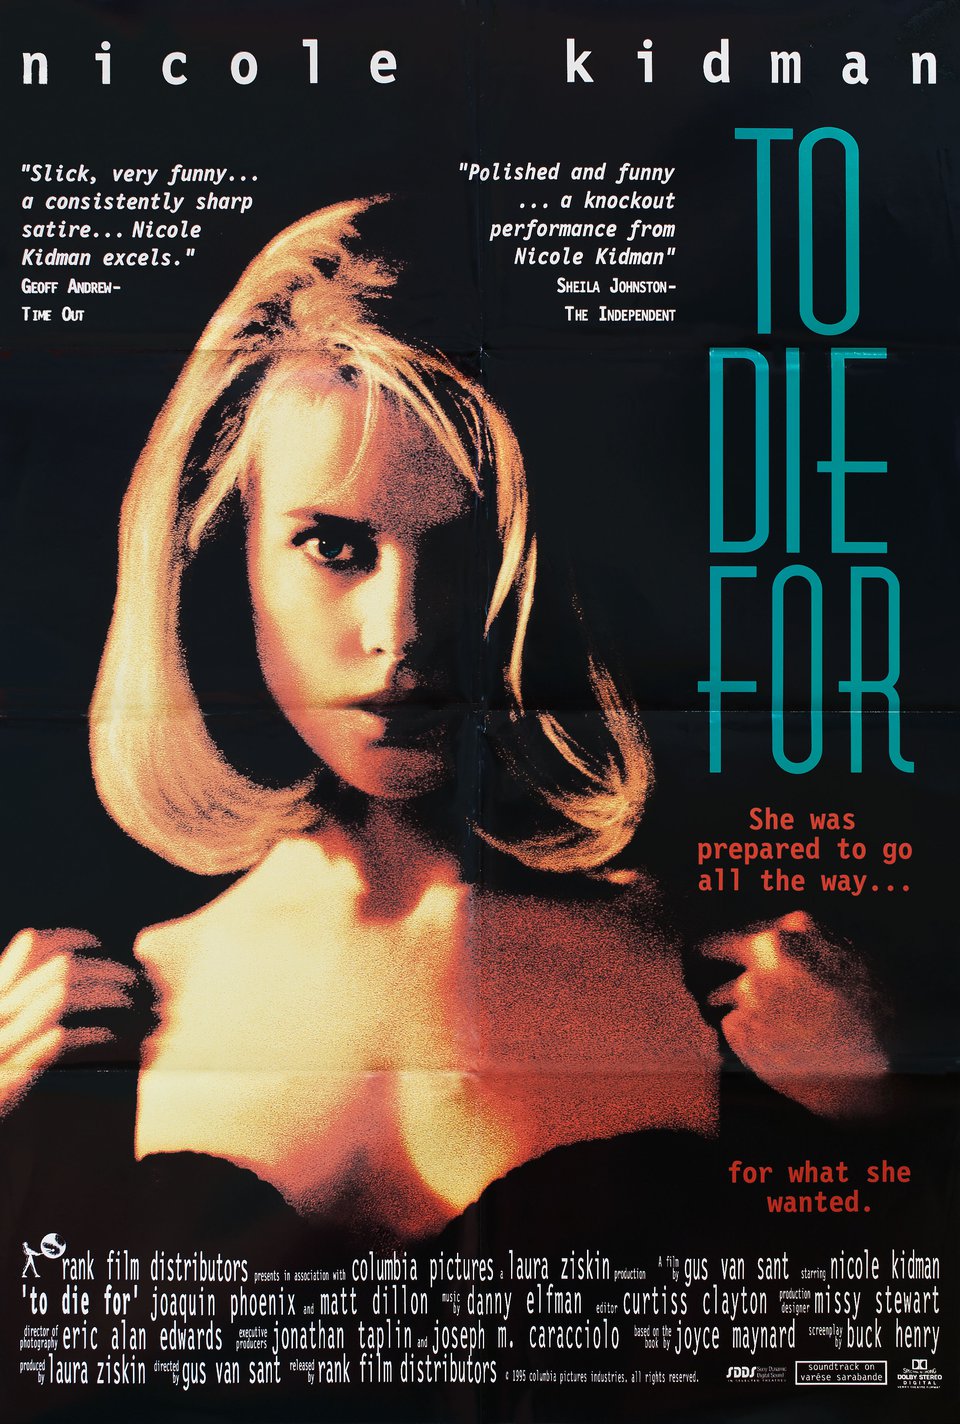 nicole kidman
"Slick, very funny...
a consistently sharp
satire... Nicole
Kidman excels."
GEOFF ANDREW-
TIME OUT
"Polished and funny
... a knockout
performance from
Nicole Kidman"
SHEILA JOHNSTON-
THE INDEPENDENT
TO
DIE
FOR
She was
prepared to go
all the way...
for what she
wanted.
rank film distributors presents in association with columbia pictures a laura ziskin production A film by gus van sant starring nicole kidman
'to die for' joaquin phoenix and matt dillon music by danny elfman editor curtiss clayton production designer missy stewart
director of photography eric alan edwards executive producers jonathan taplin and joseph m. caracciolo based on the book by joyce maynard screenplay by buck henry
produced by laura ziskin directed by gus van sant released by rank film distributors © 1995 columbia pictures industries. all rights reserved.
SDDS Sony Dynamic Digital Sound
soundtrack on
varèse sarabande
DOLBY STEREO
DIGITAL